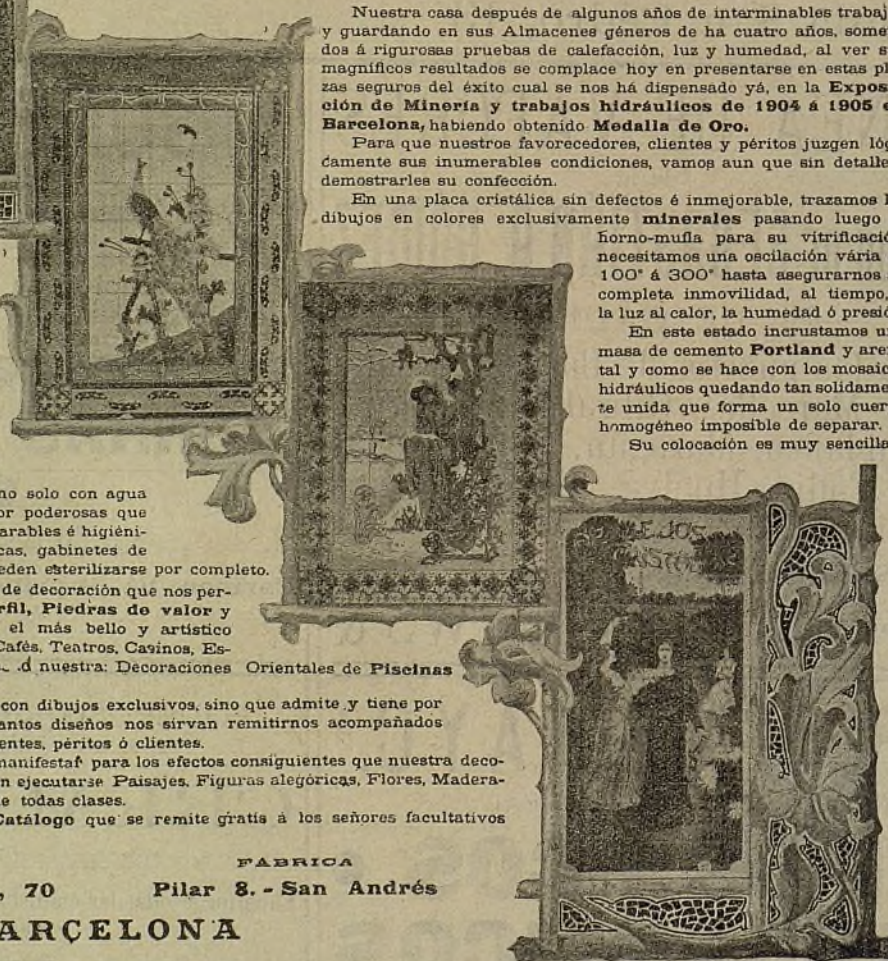 Nuestra casa después de algunos años de interminables trabaj
y guardando en sus Almacenes géneros de ha cuatro años, some
dos á rigurosas pruebas de calefacción, luz y humedad, al ver s
magníficos resultados se complace hoy en presentarse en estas pl
zas seguros del éxito cual se nos há dispensado yá, en la Expos
ción de Minería y trabajos hidráulicos de 1904 á 1905 e
Barcelona, habiendo obtenido Medalla de Oro.
Para que nuestros favorecedores, clientes y péritos juzgen lóg
camente sus inumerables condiciones, vamos aun que sin detalle
demostrarles su confección.
En una placa cristálica sin defectos é inmejorable, trazamos l
dibujos en colores exclusivamente minerales pasando luego
horno-mufla para su vitrificació
necesitamos una oscilación vária
100° á 300° hasta asegurarnos
completa inmovilidad, al tiempo,
la luz al calor, la humedad ó presió
En este estado incrustamos u
masa de cemento Portland y are
tal y como se hace con los mosaic
hidráulicos quedando tan solidame
te unida que forma un solo cuer
homogéneo imposible de separar.
Su colocación es muy sencilla
no solo con agua
or poderosas que
arables é higiéni-
cas, gabinetes de
eden esterilizarse por completo.
de decoración que nos per-
rfil, Piedras de valor y
el más bello y artístico
Cafés, Teatros, Casinos, Es-
d nuestra: Decoraciones Orientales de Piscinas
con dibujos exclusivos, sino que admite y tiene por
antos diseños nos sirvan remitirnos acompañados
entes, péritos ó clientes.
manifestar para los efectos consiguientes que nuestra deco-
n ejecutarse Paisajes, Figuras alegóricas, Flores, Madera-
e todas clases.
Catálogo que se remite gratis á los señores facultativos
FABRICA
, 70 Pilar 8. - San Andrés
ARCELONA